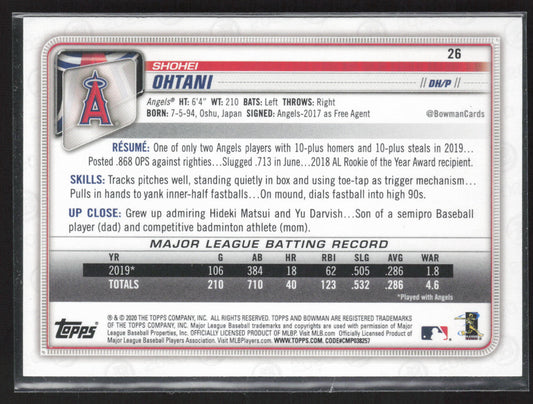 26
SHOHEI
OHTANI
// DH/P //
Angels® HT: 6'4" WT: 210 BATS: Left THROWS: Right
BORN: 7-5-94, Oshu, Japan SIGNED: Angels-2017 as Free Agent
@BowmanCards
RÉSUMÉ: One of only two Angels players with 10-plus homers and 10-plus steals in 2019...
Posted .868 OPS against righties...Slugged .713 in June...2018 AL Rookie of the Year Award recipient.
SKILLS: Tracks pitches well, standing quietly in box and using toe-tap as trigger mechanism...
Pulls in hands to yank inner-half fastballs...On mound, dials fastball into high 90s.
UP CLOSE: Grew up admiring Hideki Matsui and Yu Darvish...Son of a semipro Baseball
player (dad) and competitive badminton athlete (mom).
MAJOR LEAGUE BATTING RECORD
YR G AB HR RBI SLG AVG WAR
2019* 106 384 18 62 .505 .286 1.8
TOTALS 210 710 40 123 .532 .286 4.6
*Played with Angels
® & © 2020 THE TOPPS COMPANY, INC. ALL RIGHTS RESERVED. TOPPS AND BOWMAN ARE REGISTERED TRADEMARKS
OF THE TOPPS COMPANY, INC. Major League Baseball trademarks and copyrights are used with permission of Major
League Baseball Properties, Inc. OFFICIALLY LICENSED PRODUCT OF MLBP. Visit MLB.com. Officially Licensed Product of
Major League Baseball Players Association. Visit MLBPlayers.com. WWW.TOPPS.COM. CODE#CMP038257
Topps